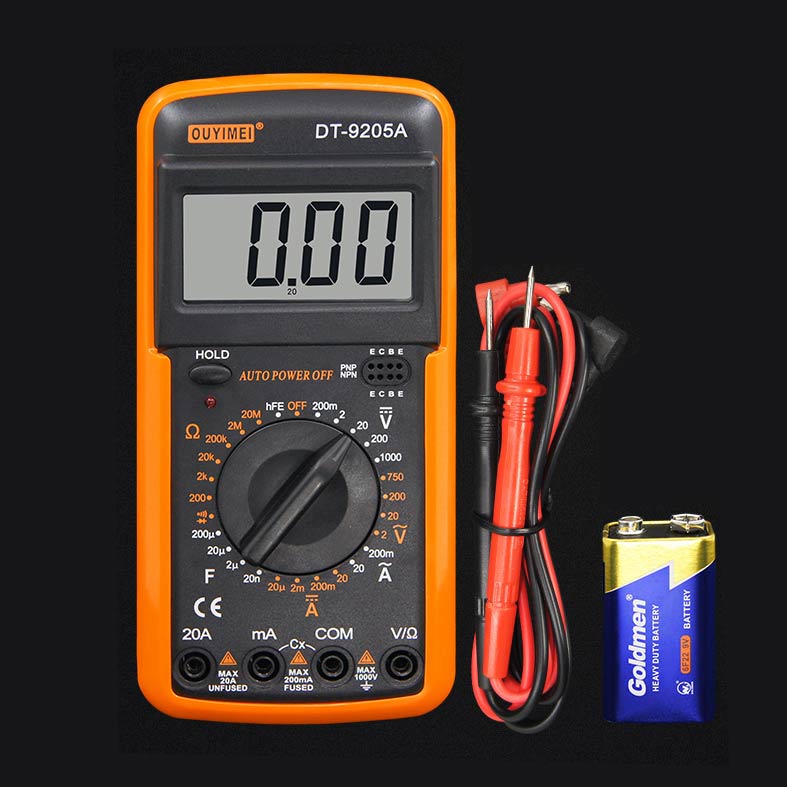 OUYIMEI®
DT-9205A
0.00
20
HOLD
AUTO POWER OFF
PNP
NPN
E C B E
E C B E
hFE OFF 200m 2 20 200 1000
V
750 200 20 2
V
200m 20
A
20 200m 2m 20µ
A
20n 2µ 20µ 200µ
F
200 2k 20k 200k 2M 20M
Ω
CE
20A mA Cx COM V/Ω
MAX
20A
UNFUSED
MAX
200mA
FUSED
MAX
1000V
Goldmen
HEAVY DUTY BATTERY
6F22 9V BATTERY